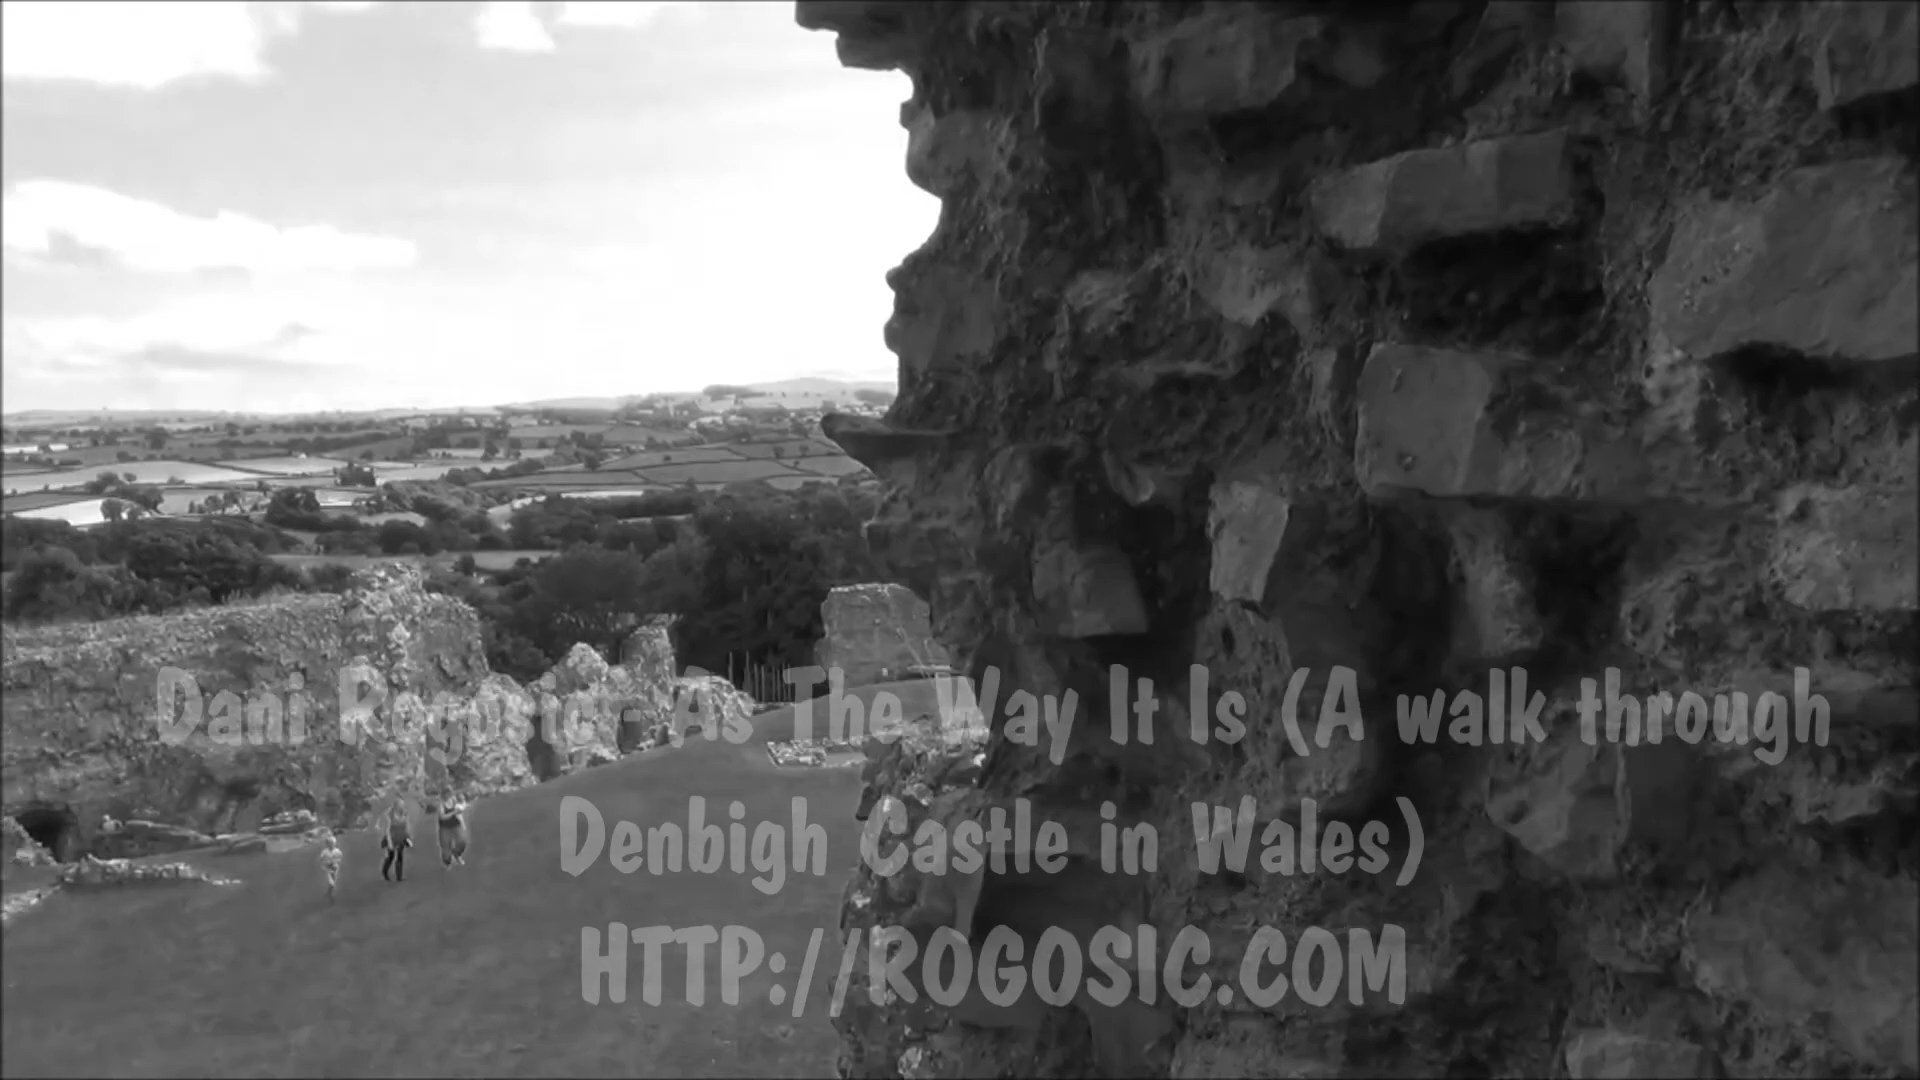 Dani Rogosic - As The Way It Is (A walk through
Denbigh Castle in Wales)
HTTP://ROGOSIC.COM